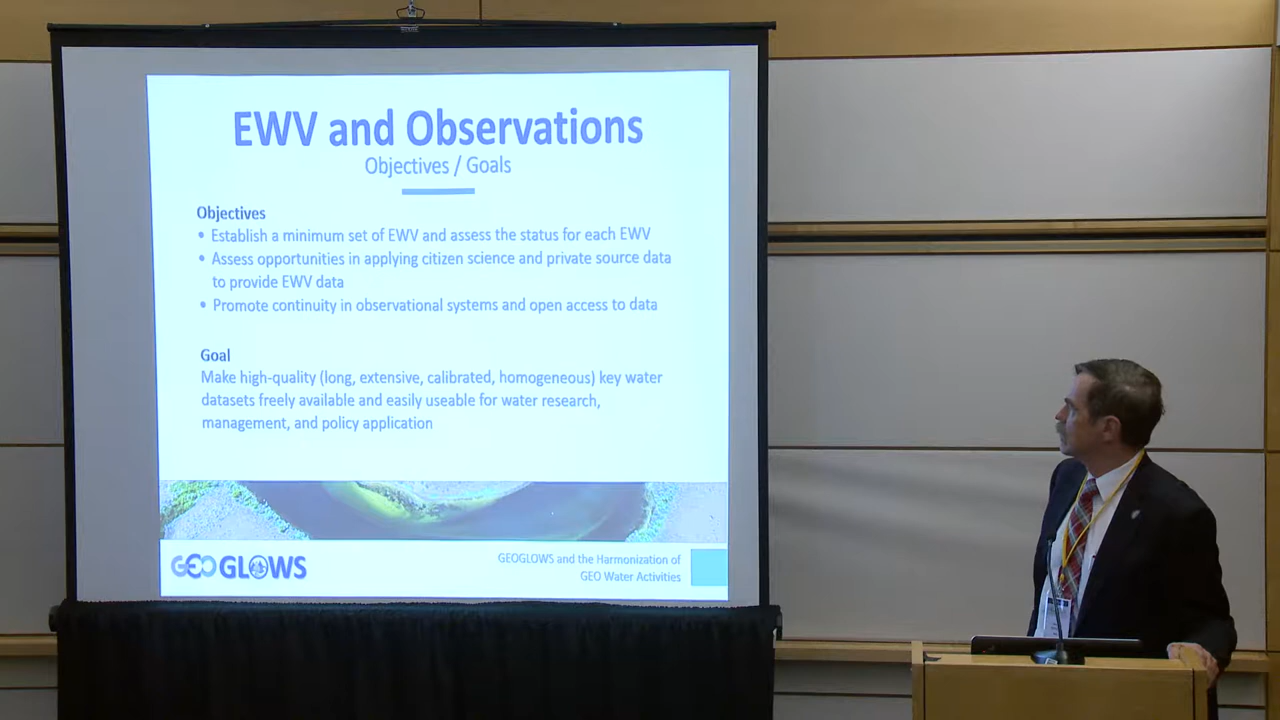 EWV and Observations
Objectives / Goals
Objectives
• Establish a minimum set of EWV and assess the status for each EWV
• Assess opportunities in applying citizen science and private source data
to provide EWV data
• Promote continuity in observational systems and open access to data
Goal
Make high-quality (long, extensive, calibrated, homogeneous) key water
datasets freely available and easily useable for water research,
management, and policy application
GEOGLOWS
GEOGLOWS and the Harmonization of
GEO Water Activities